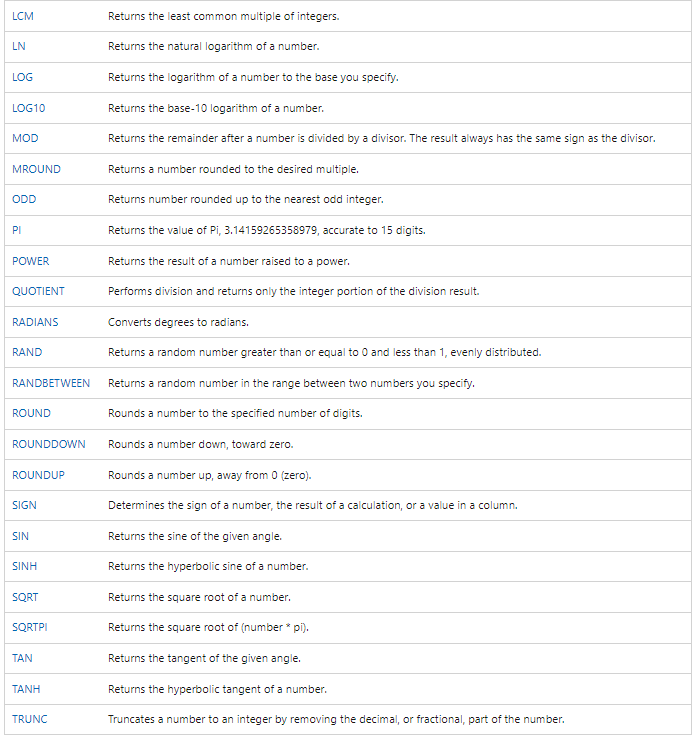 LCM Returns the least common multiple of integers.
LN Returns the natural logarithm of a number.
LOG Returns the logarithm of a number to the base you specify.
LOG10 Returns the base-10 logarithm of a number.
MOD Returns the remainder after a number is divided by a divisor. The result always has the same sign as the divisor.
MROUND Returns a number rounded to the desired multiple.
ODD Returns number rounded up to the nearest odd integer.
PI Returns the value of Pi, 3.14159265358979, accurate to 15 digits.
POWER Returns the result of a number raised to a power.
QUOTIENT Performs division and returns only the integer portion of the division result.
RADIANS Converts degrees to radians.
RAND Returns a random number greater than or equal to 0 and less than 1, evenly distributed.
RANDBETWEEN Returns a random number in the range between two numbers you specify.
ROUND Rounds a number to the specified number of digits.
ROUNDDOWN Rounds a number down, toward zero.
ROUNDUP Rounds a number up, away from 0 (zero).
SIGN Determines the sign of a number, the result of a calculation, or a value in a column.
SIN Returns the sine of the given angle.
SINH Returns the hyperbolic sine of a number.
SQRT Returns the square root of a number.
SQRTPI Returns the square root of (number * pi).
TAN Returns the tangent of the given angle.
TANH Returns the hyperbolic tangent of a number.
TRUNC Truncates a number to an integer by removing the decimal, or fractional, part of the number.